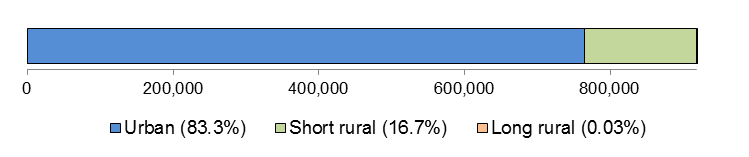 0 200,000 400,000 600,000 800,000
Urban (83.3%) Short rural (16.7%) Long rural (0.03%)